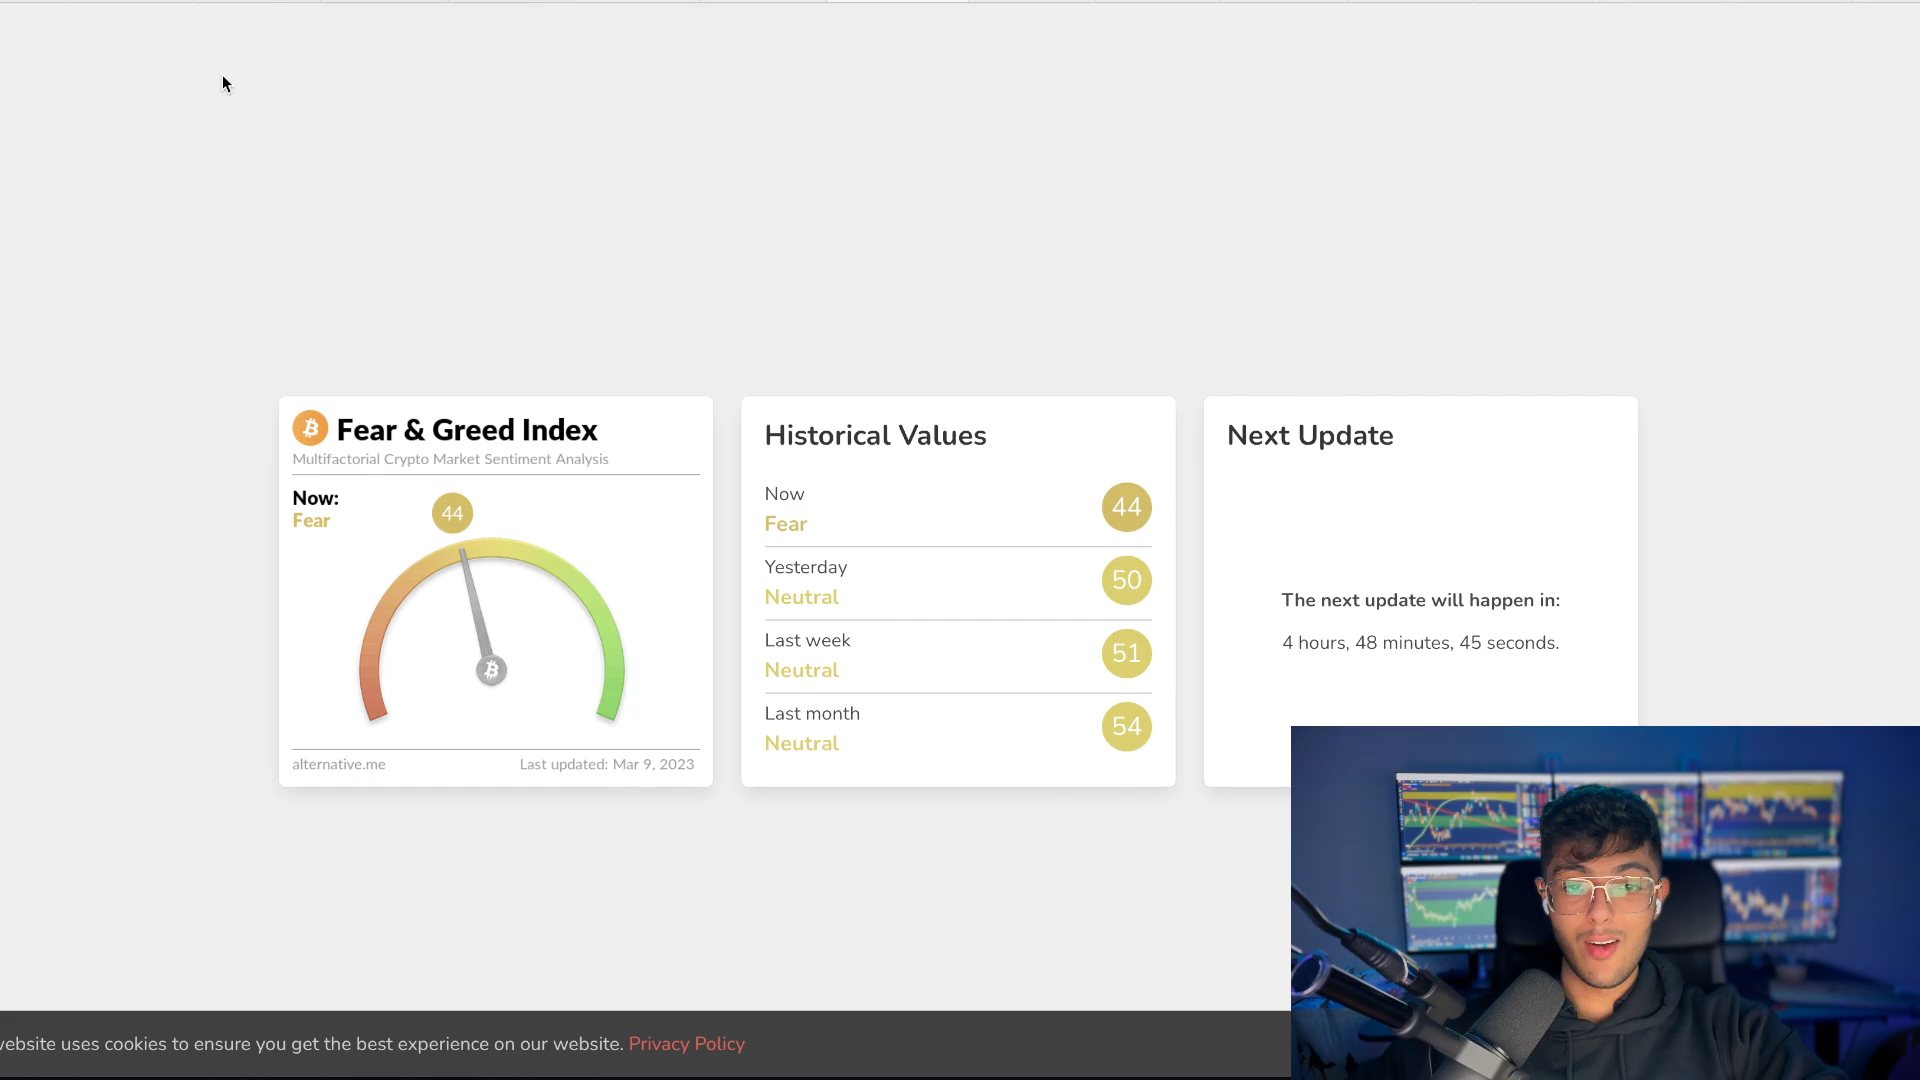 Fear & Greed Index
Multifactorial Crypto Market Sentiment Analysis
Now:
Fear
44
alternative.me
Last updated: Mar 9, 2023
Historical Values
Now
Fear
44
Yesterday
Neutral
50
Last week
Neutral
51
Last month
Neutral
54
Next Update
The next update will happen in:
4 hours, 48 minutes, 45 seconds.
website uses cookies to ensure you get the best experience on our website. Privacy Policy